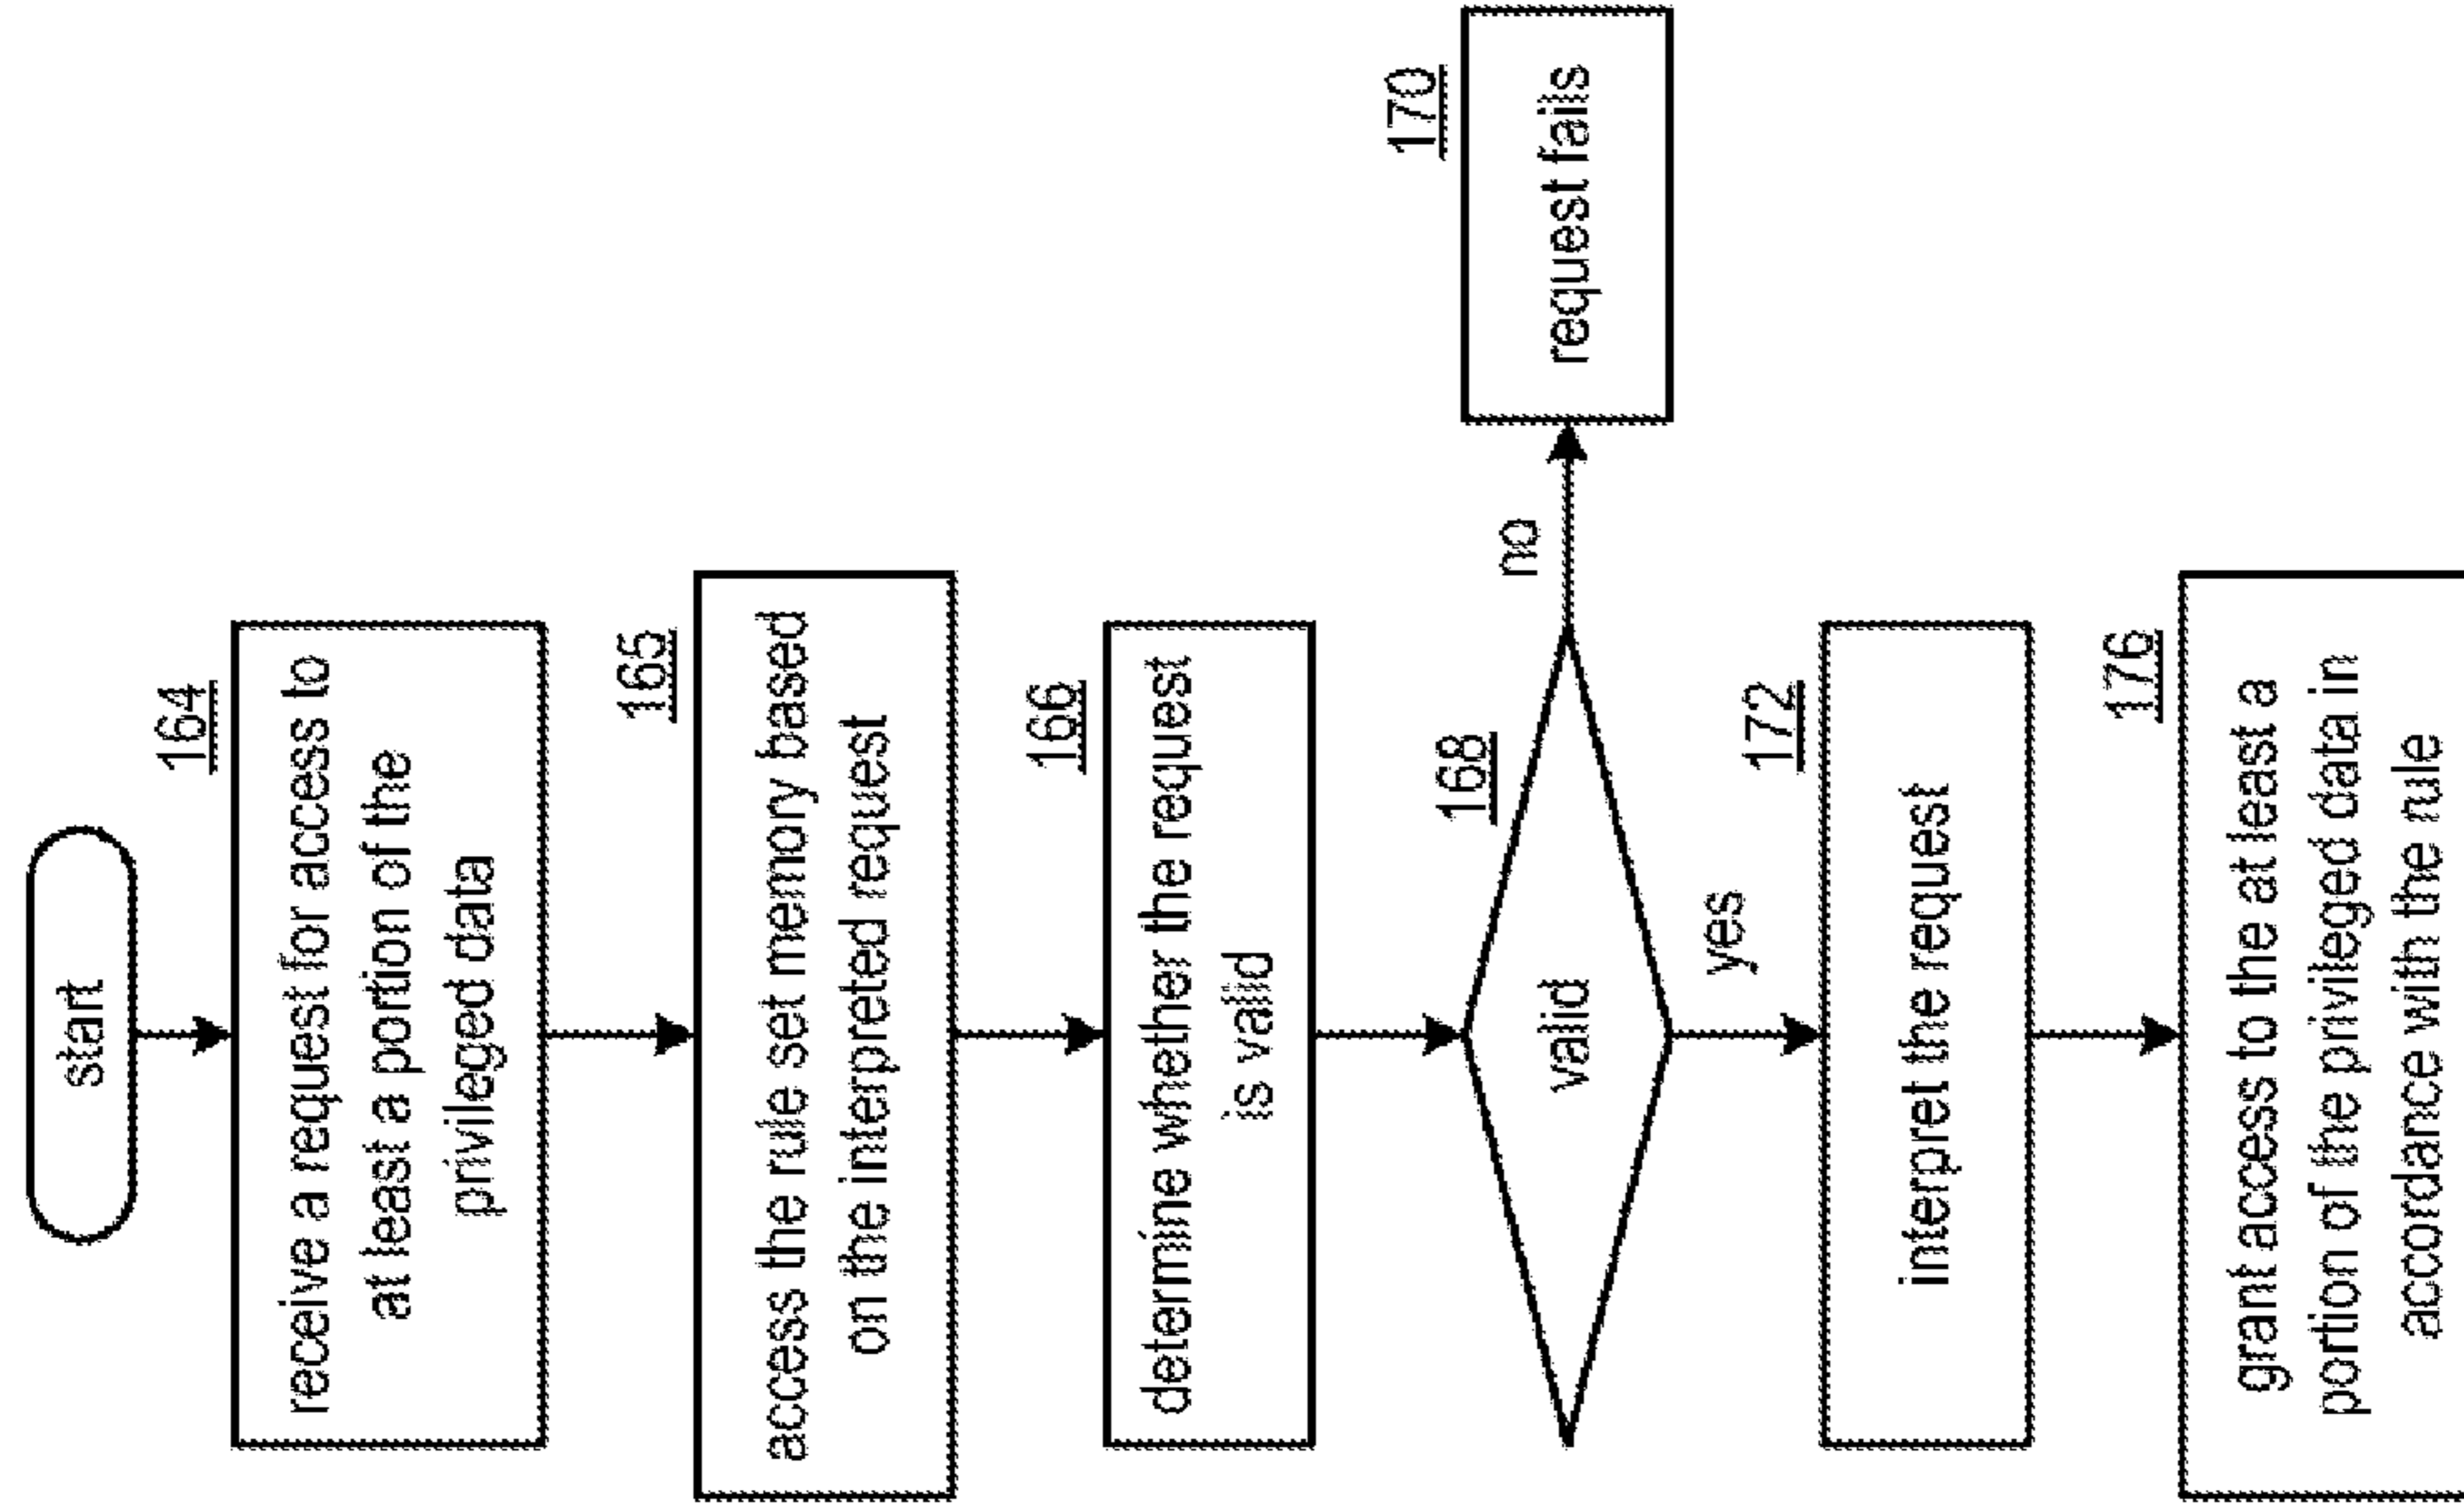 start
164
receive a request for access to
at least a portion of the
privileged data
165
access the rule set memory based
on the interpreted request
166
determine whether the request
is valid
168
valid
no
170
request fails
yes
172
interpret the request
176
grant access to the at least a
portion of the privileged data in
accordance with the rule